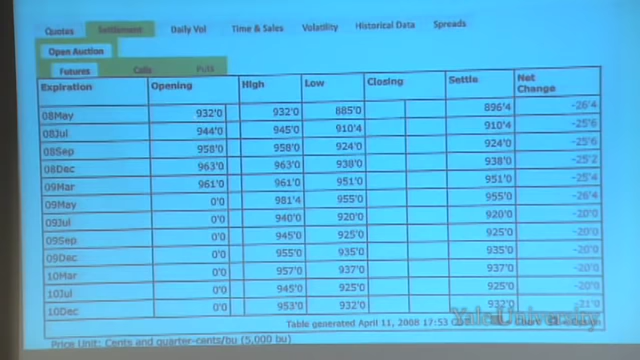 Quotes Settlement Daily Vol Time & Sales Volatility Historical Data Spreads
Open Auction
Futures Calls Puts
Expiration Opening High Low Closing Settle Net Change
08May 932'0 932'0 885'0 896'4 -26'4
08Jul 944'0 945'0 910'4 910'4 -25'6
08Sep 958'0 958'0 924'0 924'0 -25'6
08Dec 963'0 963'0 938'0 938'0 -25'2
09Mar 961'0 961'0 951'0 951'0 -25'4
09May 0'0 981'4 955'0 955'0 -26'4
09Jul 0'0 940'0 920'0 920'0 -20'0
09Sep 0'0 945'0 925'0 925'0 -20'0
09Dec 0'0 955'0 935'0 935'0 -20'0
10Mar 0'0 957'0 937'0 937'0 -20'0
10Jul 0'0 945'0 925'0 925'0 -20'0
10Dec 0'0 953'0 932'0 932'0 -21'0
Table generated April 11, 2008 17:53
Yale University
Price Unit: Cents and quarter-cents/bu (5,000 bu)